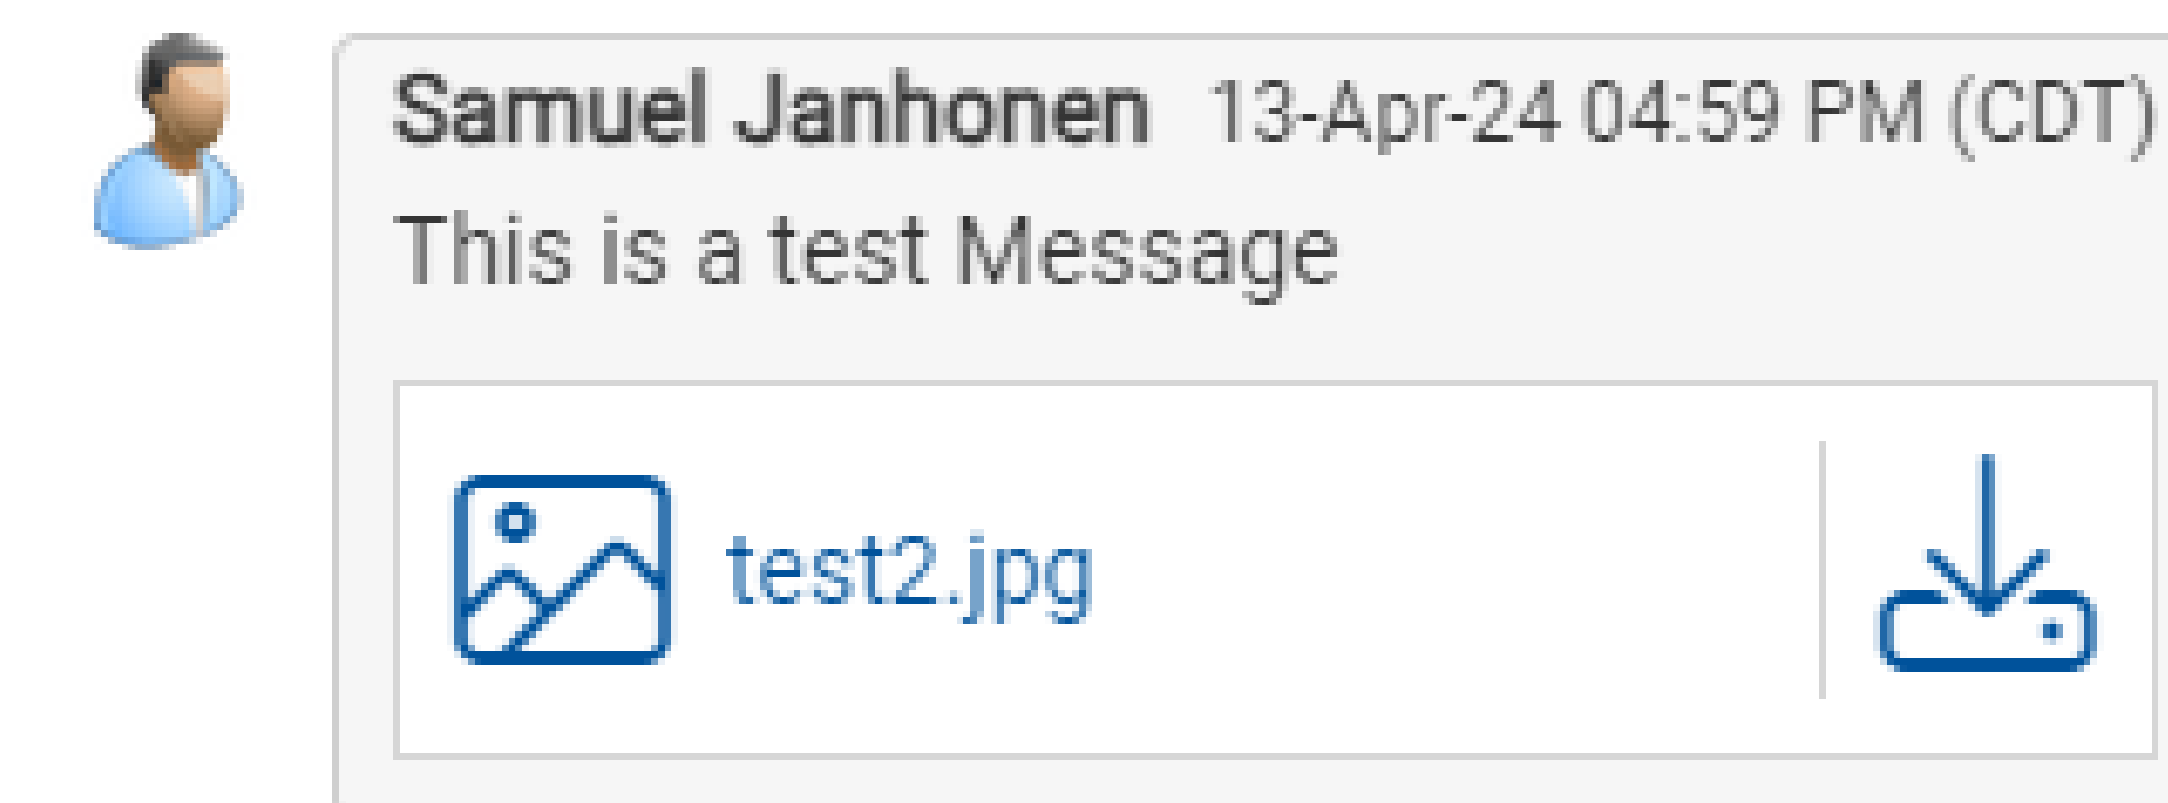 Samuel Janhonen 13-Apr-24 04:59 PM (CDT)
This is a test Message
test2.jpg